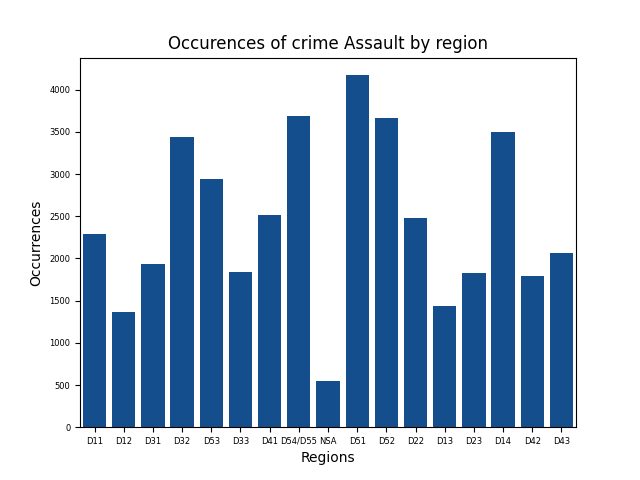 Occurences of crime Assault by region
Occurrences
4000
3500
3000
2500
2000
1500
1000
500
0
D11 D12 D31 D32 D53 D33 D41 D54/D55 NSA D51 D52 D22 D13 D23 D14 D42 D43
Regions